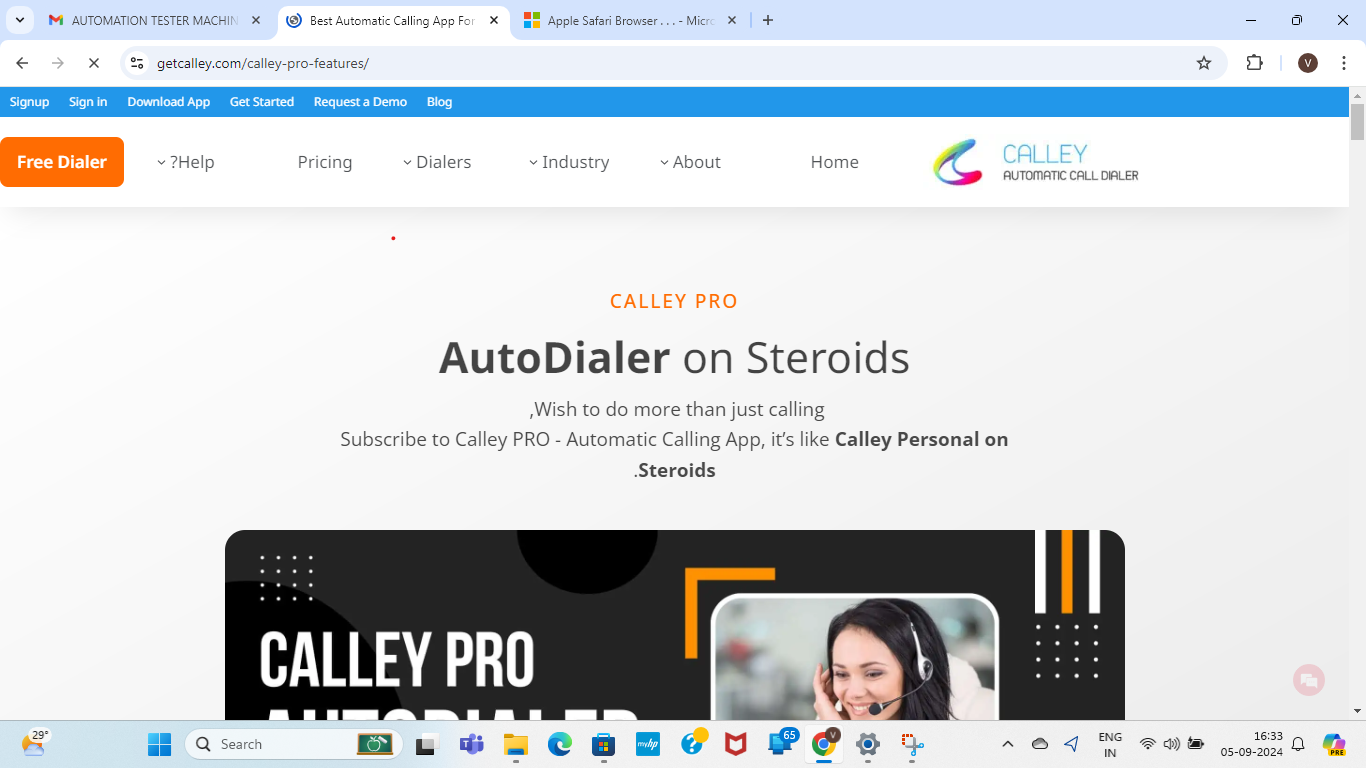 AUTOMATION TESTER MACHIN
Best Automatic Calling App For
Apple Safari Browser . . . - Micro
getcalley.com/calley-pro-features/
V
Signup Sign in Download App Get Started Request a Demo Blog
Free Dialer ?Help Pricing Dialers Industry About Home
CALLEY
AUTOMATIC CALL DIALER
CALLEY PRO
AutoDialer on Steroids
,Wish to do more than just calling
Subscribe to Calley PRO - Automatic Calling App, it’s like Calley Personal on
.Steroids
CALLEY PRO
AUTODIALER
29°
Search
myhp
65
V
PRE
ENG
IN
16:33
05-09-2024